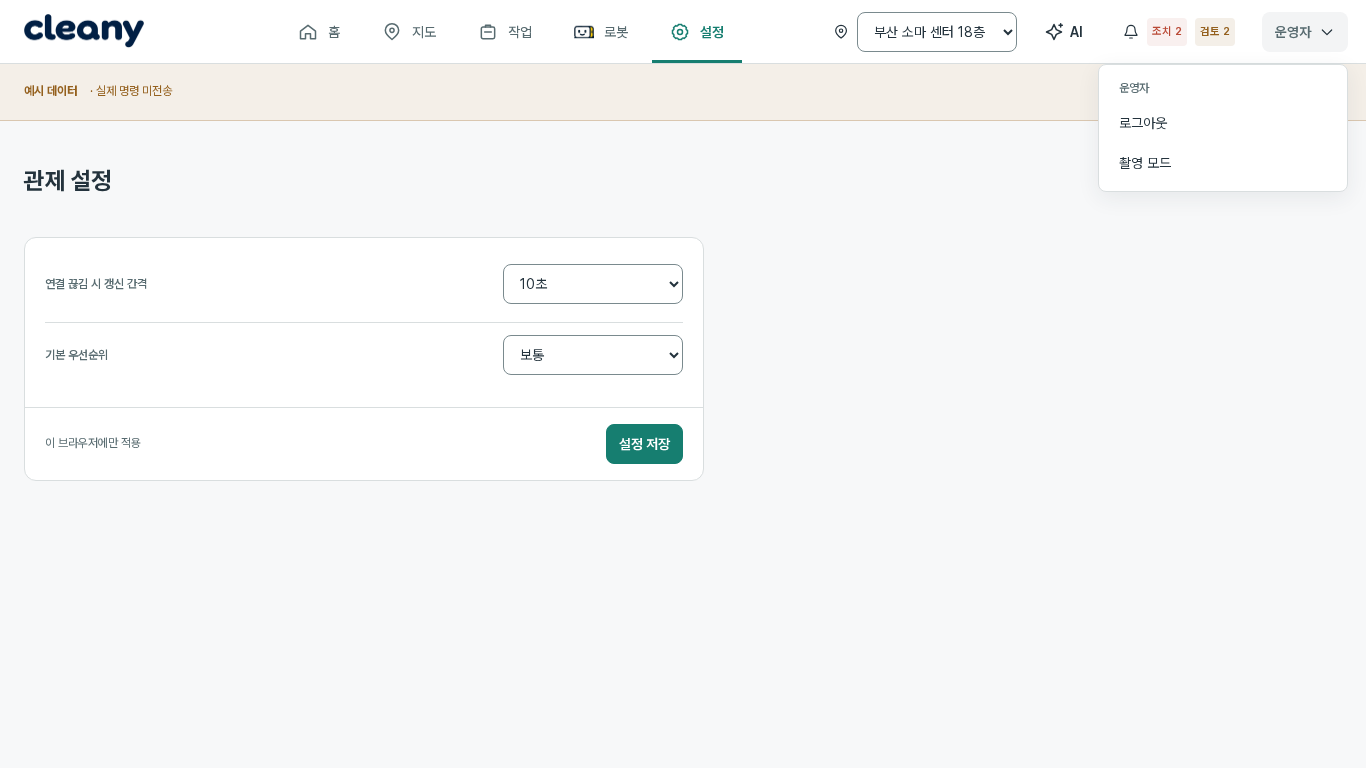 cleany
홈
지도
작업
로봇
설정
부산 소마 센터 18층
AI
조치 2
검토 2
운영자
예시 데이터 · 실제 명령 미전송
운영자
로그아웃
촬영 모드
관제 설정
연결 끊김 시 갱신 간격
10초
기본 우선순위
보통
이 브라우저에만 적용
설정 저장